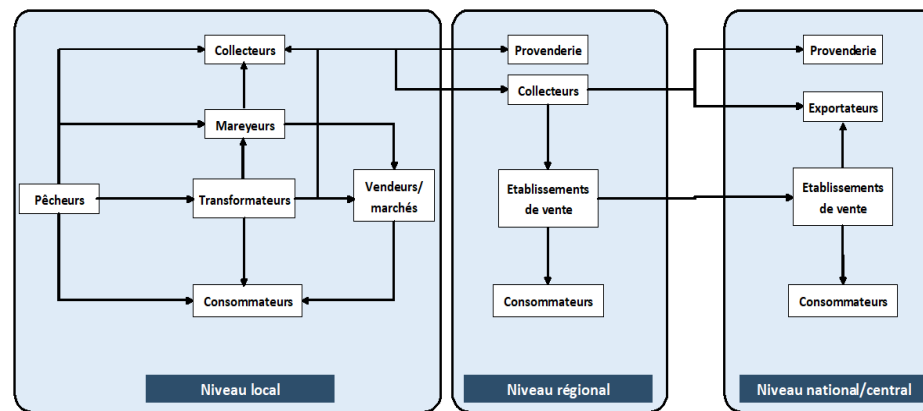 Collecteurs
Mareyeurs
Pêcheurs
Transformateurs
Vendeurs/
marchés
Consommateurs
Niveau local
Provenderie
Collecteurs
Etablissements
de vente
Consommateurs
Niveau régional
Provenderie
Exportateurs
Etablissements
de vente
Consommateurs
Niveau national/central